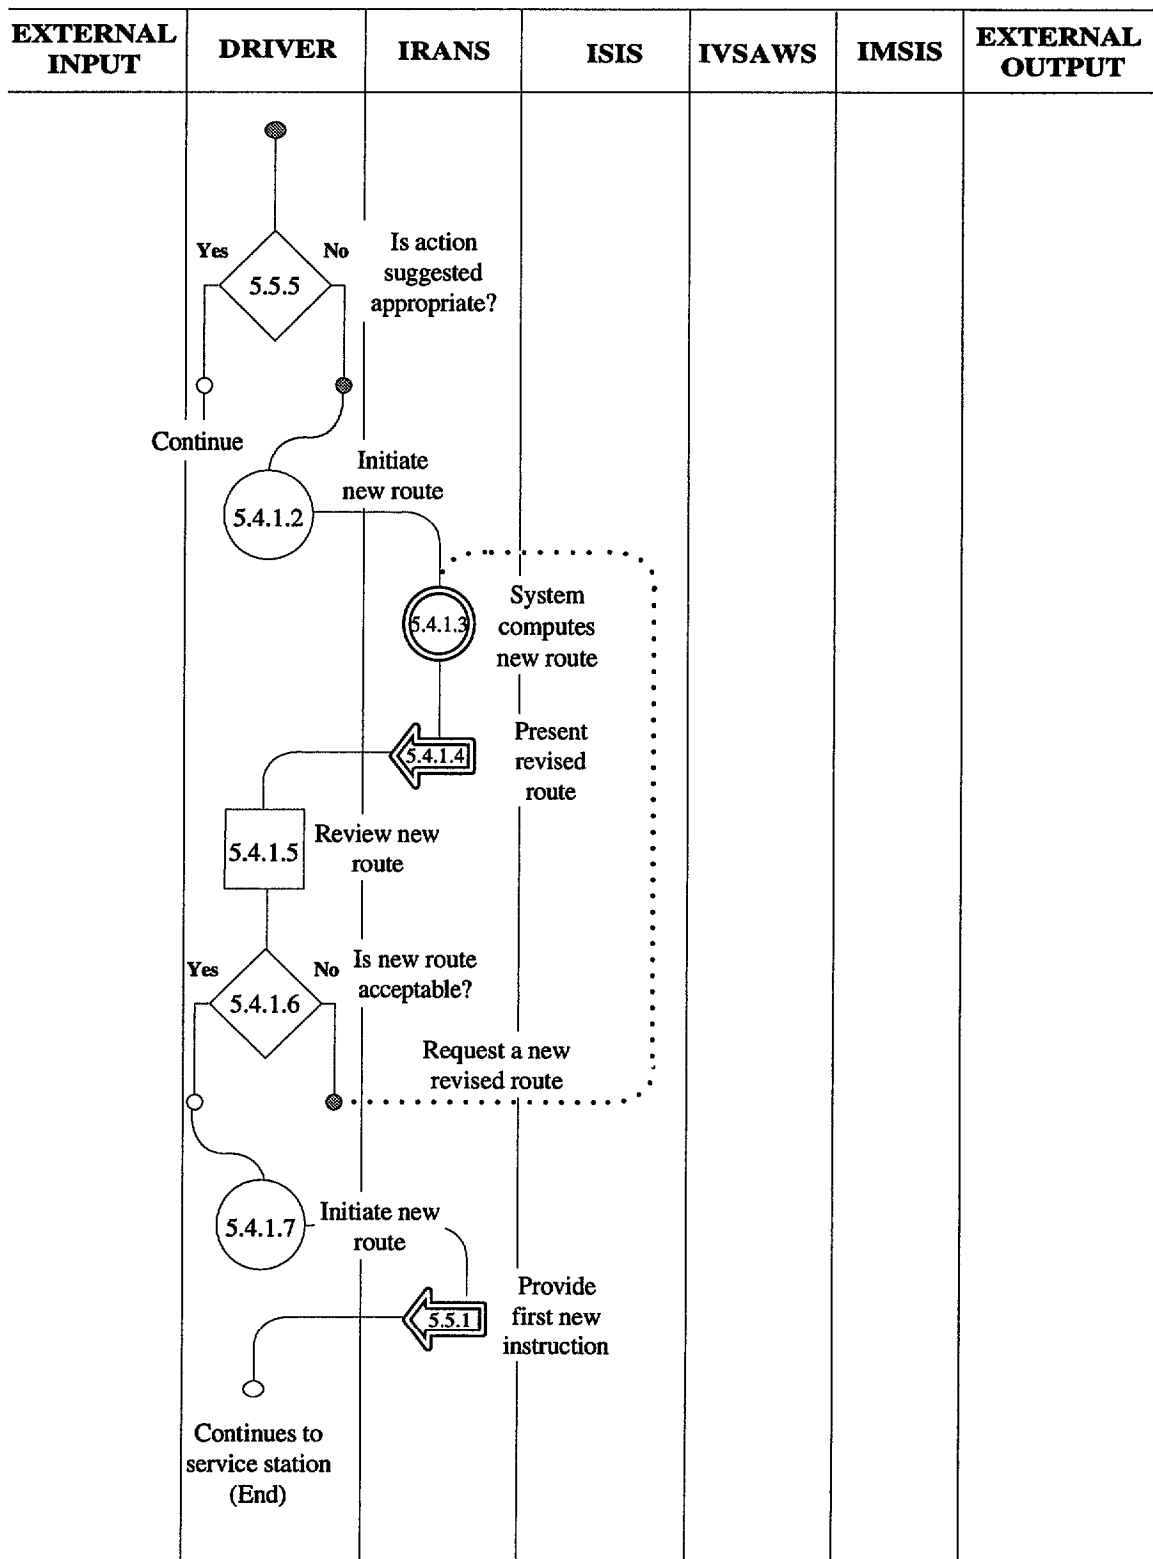 EXTERNAL
INPUT
DRIVER
IRANS
ISIS
IVSAWS
IMSIS
EXTERNAL
OUTPUT
Yes
No
5.5.5
Is action
suggested
appropriate?
Continue
Initiate
new route
5.4.1.2
5.4.1.3
System
computes
new route
5.4.1.4
Present
revised
route
5.4.1.5
Review new
route
Yes
No
5.4.1.6
Is new route
acceptable?
Request a new
revised route
5.4.1.7
Initiate new
route
5.5.1
Provide
first new
instruction
Continues to
service station
(End)